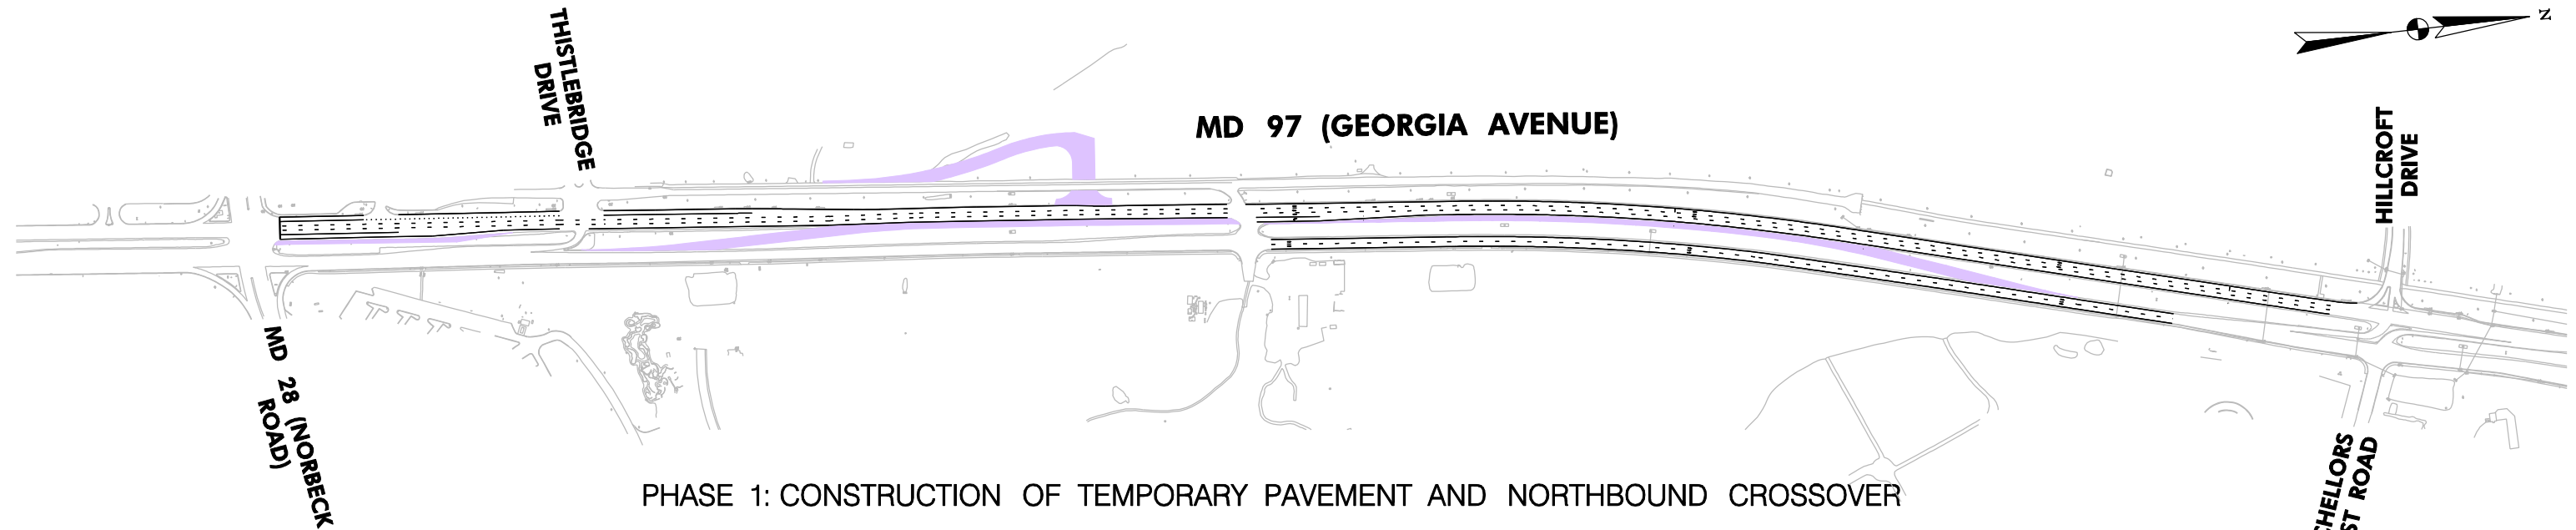 THISTLEBRIDGE
DRIVE
MD 97 (GEORGIA AVENUE)
N
HILLCROFT
DRIVE
MD 28 (NORBECK
ROAD)
PHASE 1: CONSTRUCTION OF TEMPORARY PAVEMENT AND NORTHBOUND CROSSOVER
ROAD